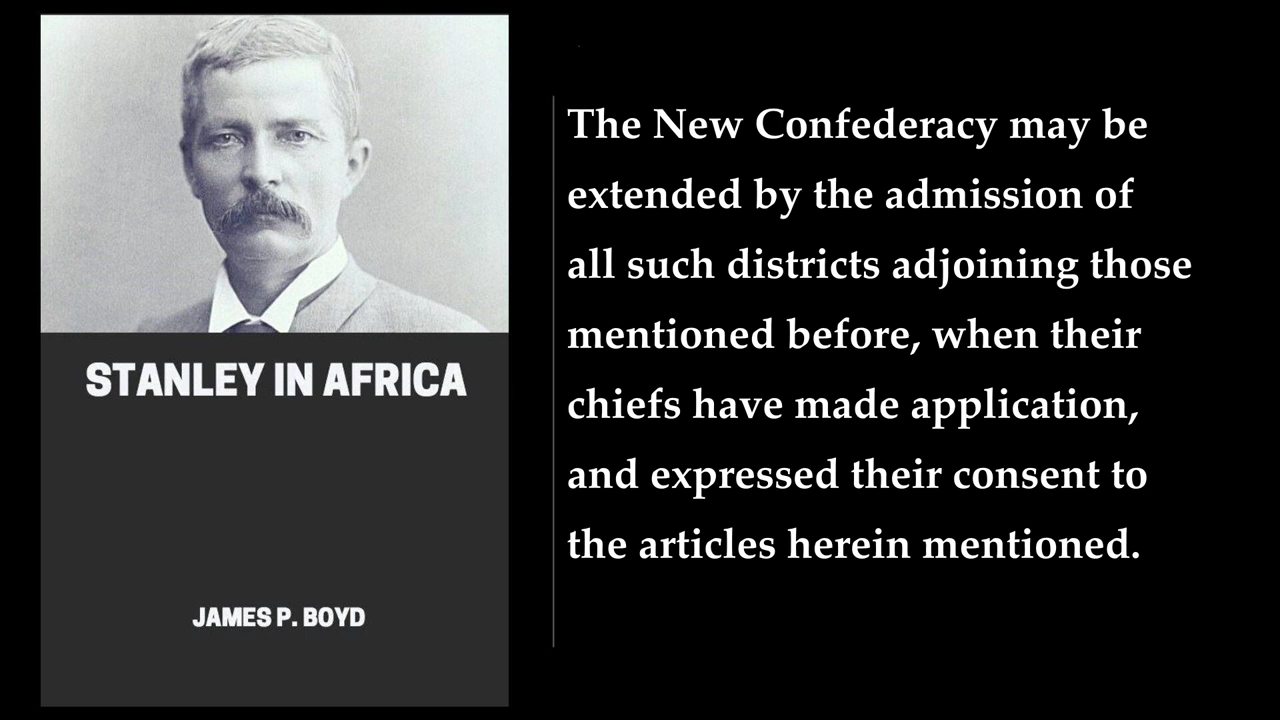 STANLEY IN AFRICA
JAMES P. BOYD
The New Confederacy may be
extended by the admission of
all such districts adjoining those
mentioned before, when their
chiefs have made application,
and expressed their consent to
the articles herein mentioned.